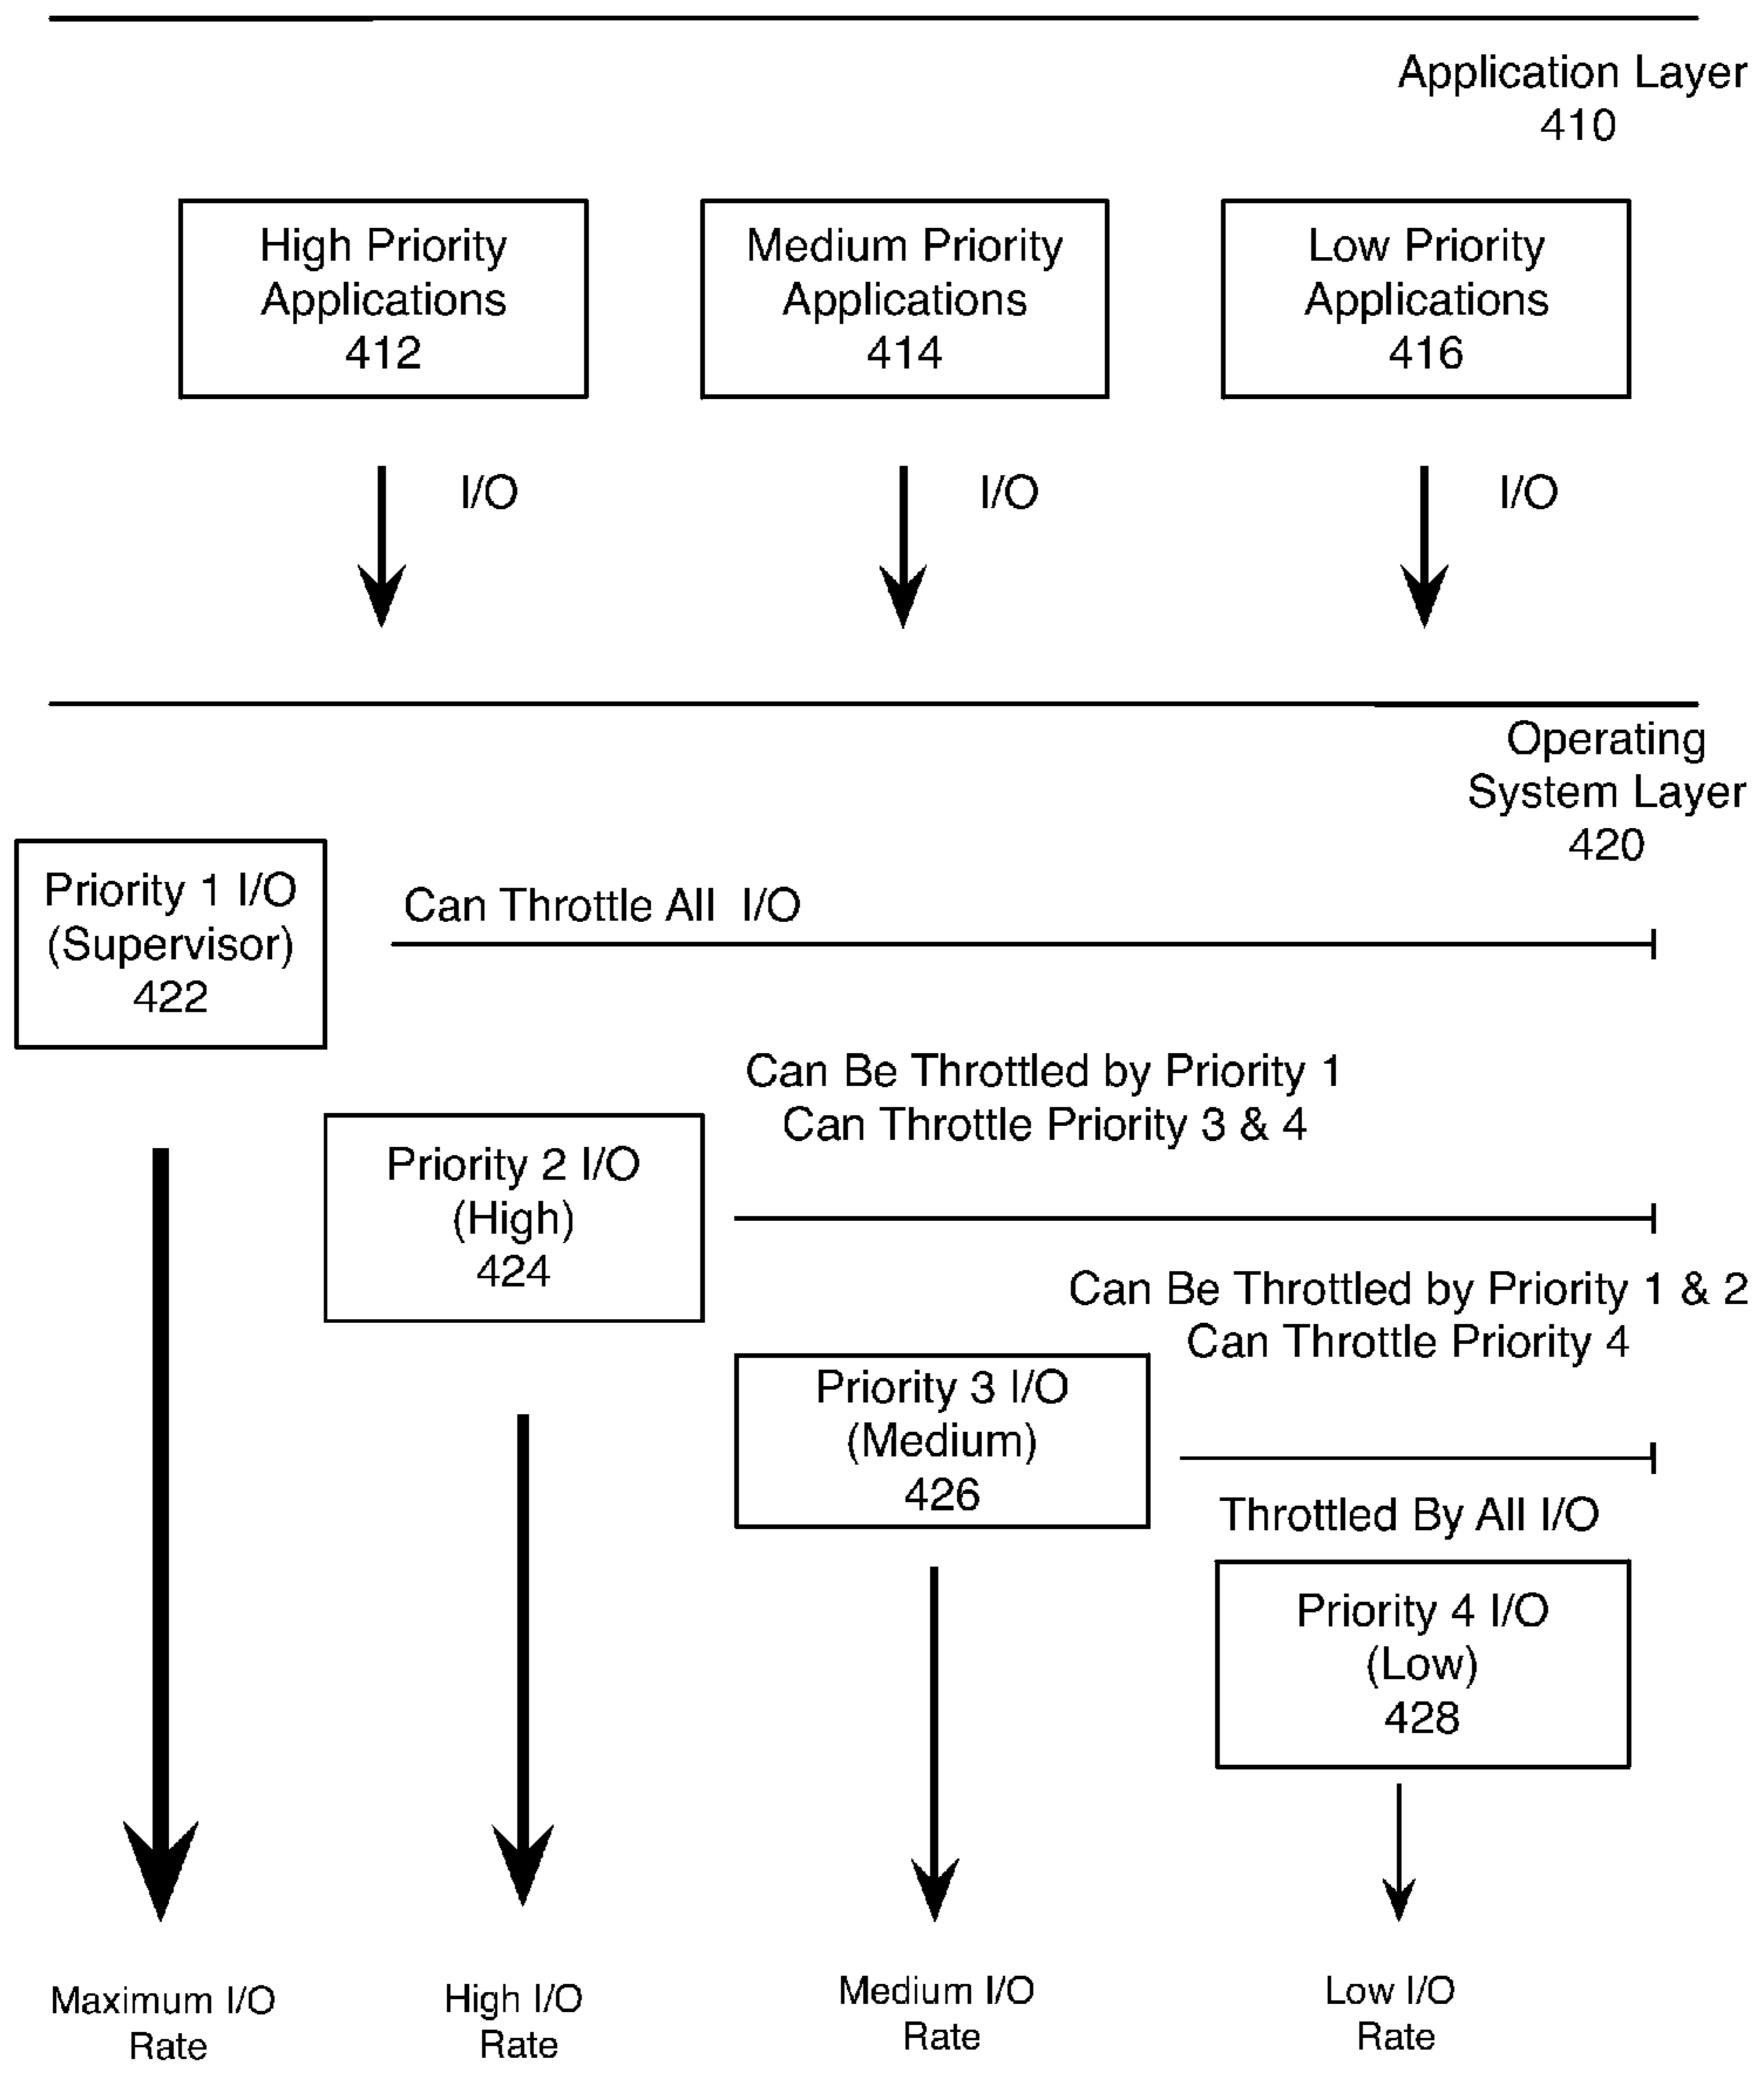 Application Layer
410
High Priority
Applications
412
Medium Priority
Applications
414
Low Priority
Applications
416
I/O
I/O
I/O
Operating
System Layer
420
Priority 1 I/O
(Supervisor)
422
Can Throttle All I/O
Can Be Throttled by Priority 1
Can Throttle Priority 3 & 4
Priority 2 I/O
(High)
424
Can Be Throttled by Priority 1 & 2
Can Throttle Priority 4
Priority 3 I/O
(Medium)
426
Throttled By All I/O
Priority 4 I/O
(Low)
428
Maximum I/O
Rate
High I/O
Rate
Medium I/O
Rate
Low I/O
Rate